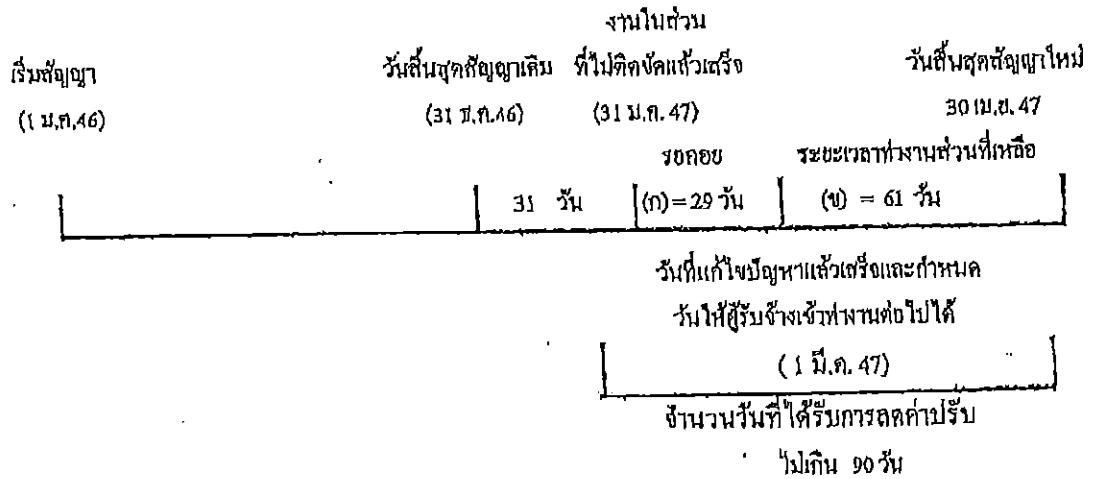 งานในส่วน
เริ่มสัญญา วันสิ้นสุดสัญญาเดิม ที่ไม่ติดขัดแล้วเสร็จ วันสิ้นสุดสัญญาใหม่
(1 ม.ค.46) (31 ธ.ค.46) (31 ม.ค. 47) 30 เม.ย. 47
รอคอย ระยะเวลาทำงานส่วนที่เหลือ
31 วัน (ก)=29 วัน (ข) = 61 วัน
วันที่แก้ไขปัญหาแล้วเสร็จและกำหนด
วันให้ผู้รับจ้างเข้าทำงานต่อไปได้
(1 มี.ค. 47)
จำนวนวันที่ได้รับการลดค่าปรับ
ไม่เกิน 90 วัน